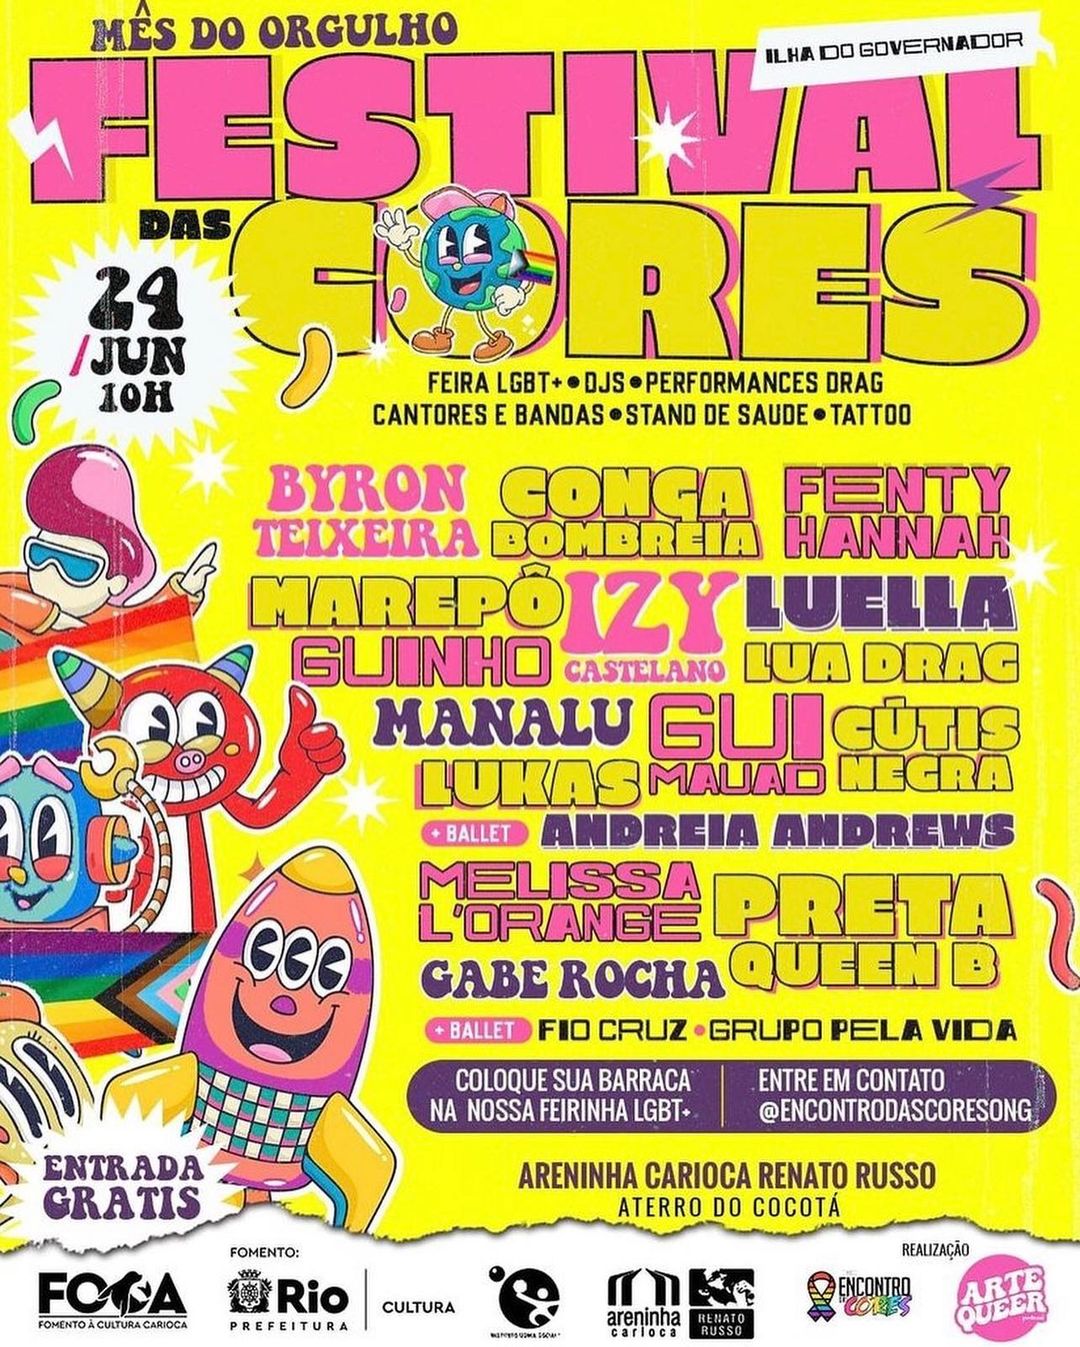 MÊS DO ORGULHO
ILHA DO GOVERNADOR
FESTIVAL
DAS
CORES
24
/JUN
10H
FEIRA LGBT+•DJS•PERFORMANCES DRAG
CANTORES E BANDAS•STAND DE SAUDE•TATTOO
BYRON
TEIXEIRA
CONGA
BOMBREIA
FENTY
HANNAH
MAREPÔ
GUINHO
IZY
CASTELANO
LUELLA
LUA DRAG
MANALU
GUI
MAUAD
CÚTIS
NEGRA
LUKAS
+ BALLET
ANDREIA ANDREWS
MELISSA
L'ORANGE
PRETA
QUEEN B
GABE ROCHA
+ BALLET
FIO CRUZ • GRUPO PELA VIDA
COLOQUE SUA BARRACA
NA NOSSA FEIRINHA LGBT+
ENTRE EM CONTATO
@ENCONTRODASCORESONG
ENTRADA
GRATIS
ARENINHA CARIOCA RENATO RUSSO
ATERRO DO COCOTÁ
FOMENTO:
REALIZAÇÃO
FOCA
FOMENTO À CULTURA CARIOCA
Rio
PREFEITURA
CULTURA
areninha
carioca
RENATO
RUSSO
ENCONTRO
CORES
ARTE
QUEER